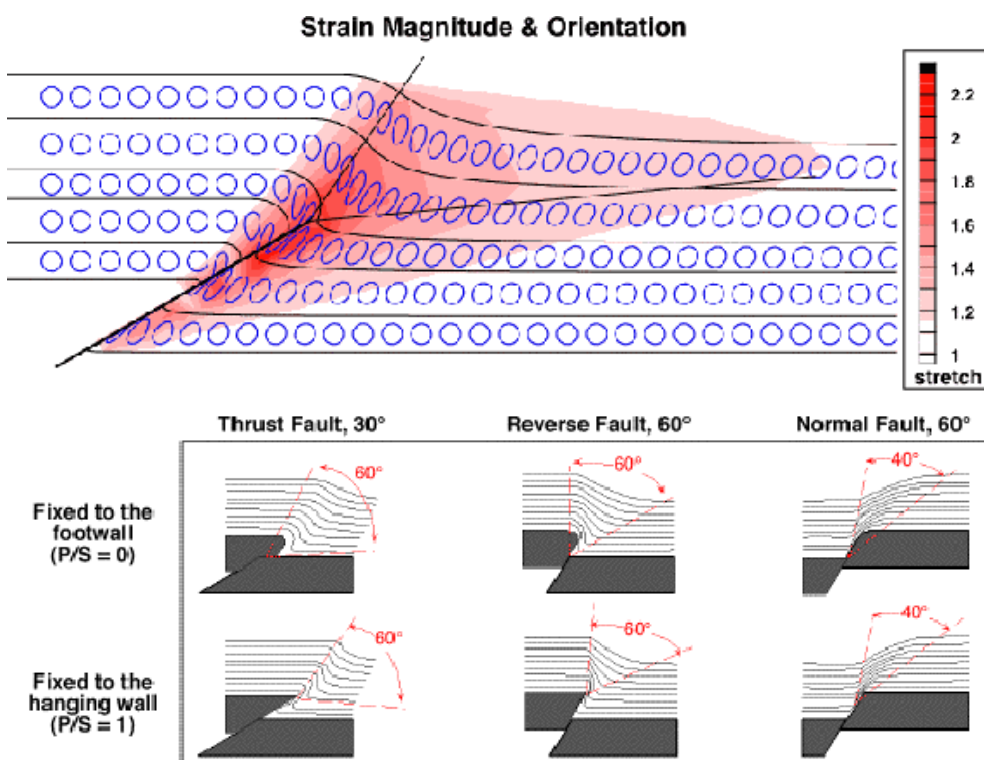 Strain Magnitude & Orientation
2.2
2
1.8
1.6
1.4
1.2
1
stretch
Thrust Fault, 30°
Reverse Fault, 60°
Normal Fault, 60°
Fixed to the
footwall
(P/S = 0)
60°
60°
40°
Fixed to the
hanging wall
(P/S = 1)
60°
60°
40°